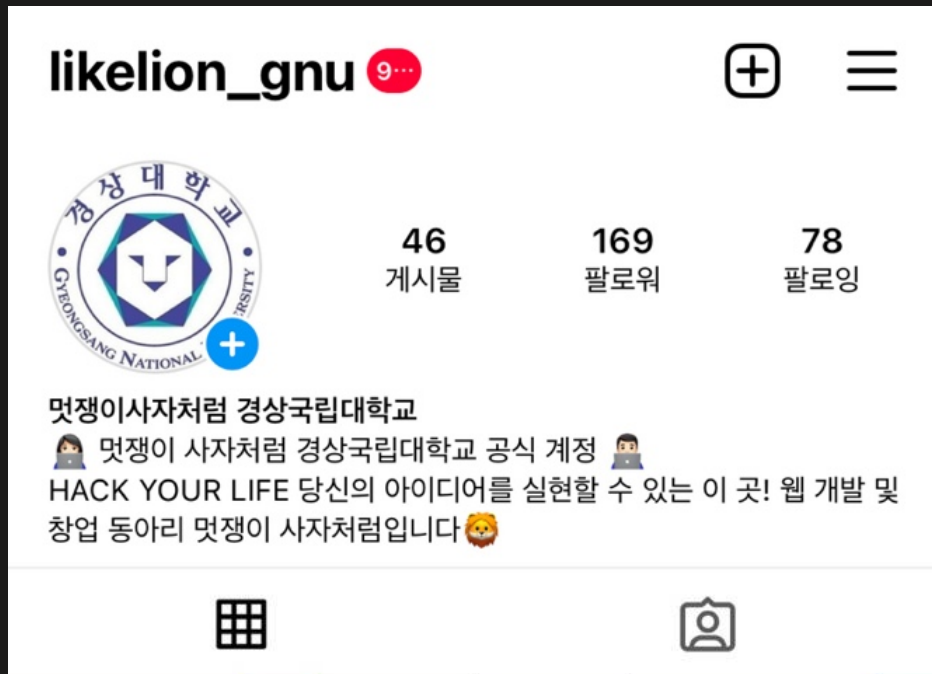 likelion_gnu 9···
경상대학교
GYEONGSANG NATIONAL
46 169 78
게시물 팔로워 팔로잉
멋쟁이사자처럼 경상국립대학교
👩🏻‍💻 멋쟁이 사자처럼 경상국립대학교 공식 계정 👨🏻‍💻
HACK YOUR LIFE 당신의 아이디어를 실현할 수 있는 이 곳! 웹 개발 및
창업 동아리 멋쟁이 사자처럼입니다🦁